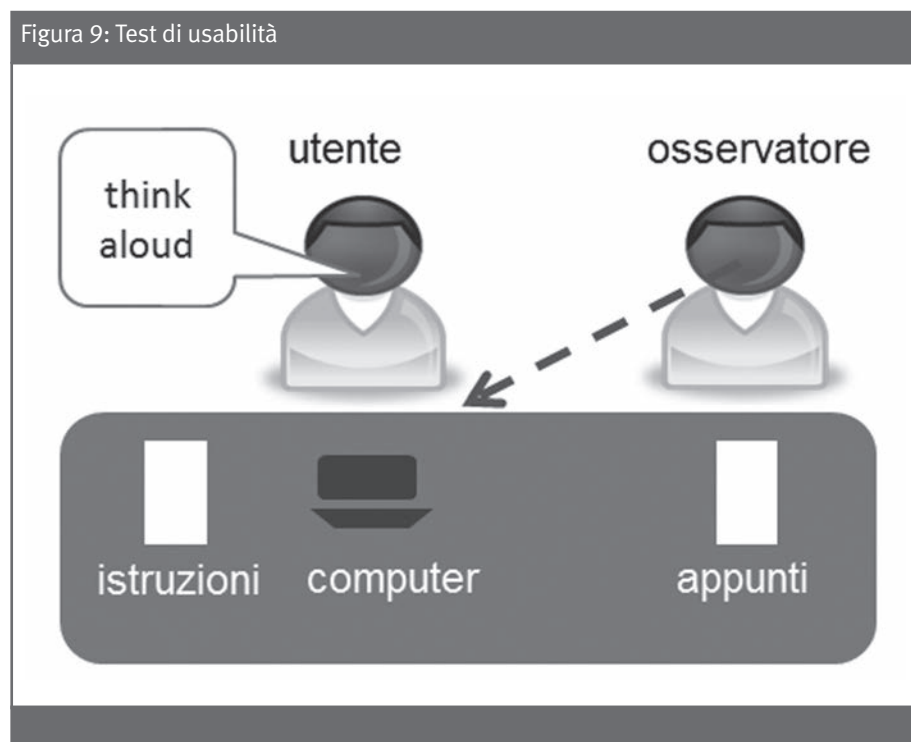 Figura 9: Test di usabilità
think
aloud
utente
osservatore
istruzioni
computer
appunti